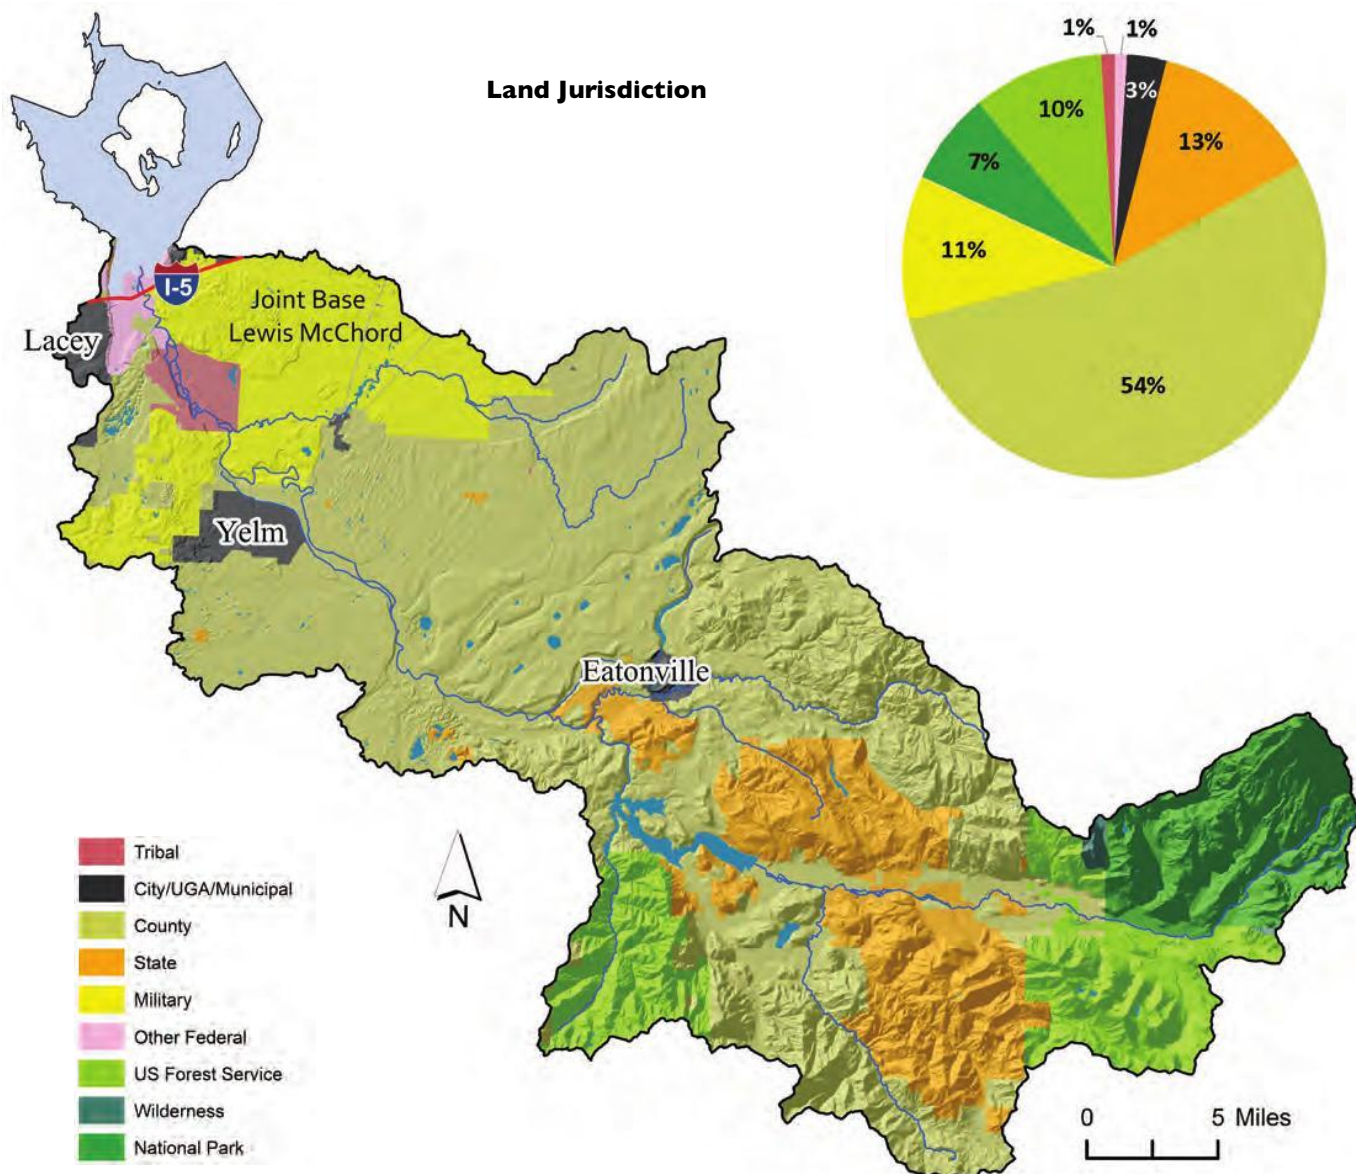 Land Jurisdiction
1%
1%
3%
13%
10%
7%
11%
54%
I-5
Joint Base
Lewis McChord
Lacey
Yelm
Eatonville
Tribal
City/UGA/Municipal
County
State
Military
Other Federal
US Forest Service
Wilderness
National Park
N
0 5 Miles